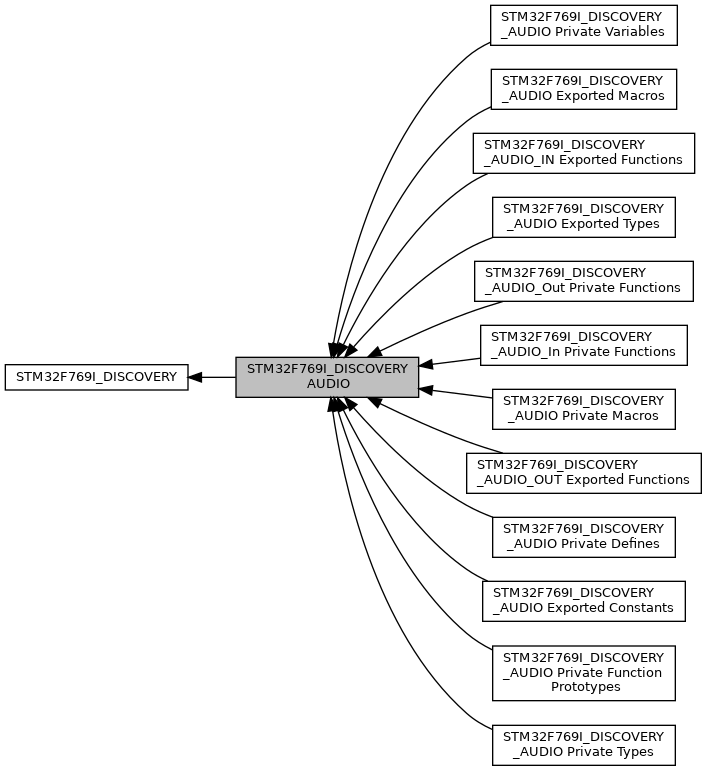 STM32F769I_DISCOVERY
_AUDIO Private Variables
STM32F769I_DISCOVERY
_AUDIO Exported Macros
STM32F769I_DISCOVERY
_AUDIO_IN Exported Functions
STM32F769I_DISCOVERY
_AUDIO Exported Types
STM32F769I_DISCOVERY
_AUDIO_Out Private Functions
STM32F769I_DISCOVERY
_AUDIO_In Private Functions
STM32F769I_DISCOVERY
STM32F769I_DISCOVERY
AUDIO
STM32F769I_DISCOVERY
_AUDIO Private Macros
STM32F769I_DISCOVERY
_AUDIO_OUT Exported Functions
STM32F769I_DISCOVERY
_AUDIO Private Defines
STM32F769I_DISCOVERY
_AUDIO Exported Constants
STM32F769I_DISCOVERY
_AUDIO Private Function
Prototypes
STM32F769I_DISCOVERY
_AUDIO Private Types